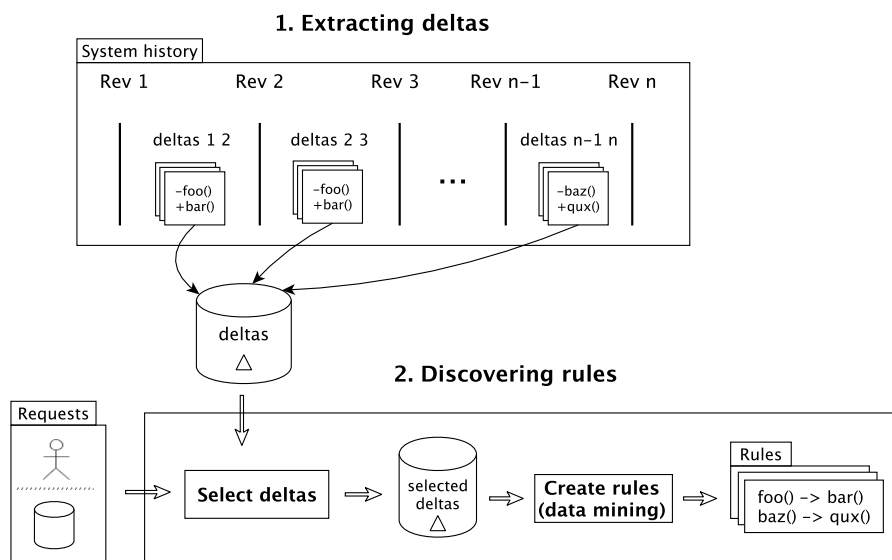 1. Extracting deltas
System history
Rev 1 Rev 2 Rev 3 Rev n-1 Rev n
deltas 1 2 deltas 2 3 deltas n-1 n
...
-foo() -foo() -baz()
+bar() +bar() +qux()
deltas
2. Discovering rules
Requests
Select deltas
selected
deltas
Create rules
(data mining)
Rules
foo() -> bar()
baz() -> qux()